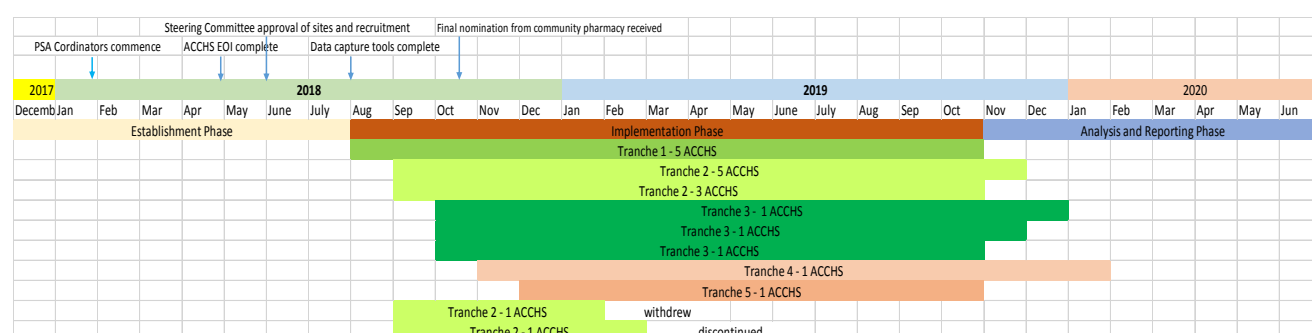 Steering Committee approval of sites and recruitment Final nomination from community pharmacy received
PSA Cordinators commence ACCHS EOI complete Data capture tools complete
2017 2018 2019 2020
Decemb Jan Feb Mar Apr May June July Aug Sep Oct Nov Dec Jan Feb Mar Apr May June July Aug Sep Oct Nov Dec Jan Feb Mar Apr May Jun
Establishment Phase Implementation Phase Analysis and Reporting Phase
Tranche 1 - 5 ACCHS
Tranche 2 - 5 ACCHS
Tranche 2 - 3 ACCHS
Tranche 3 - 1 ACCHS
Tranche 3 - 1 ACCHS
Tranche 3 - 1 ACCHS
Tranche 4 - 1 ACCHS
Tranche 5 - 1 ACCHS
Tranche 2 - 1 ACCHS withdrew
Tranche 2 - 1 ACCHS discontinued